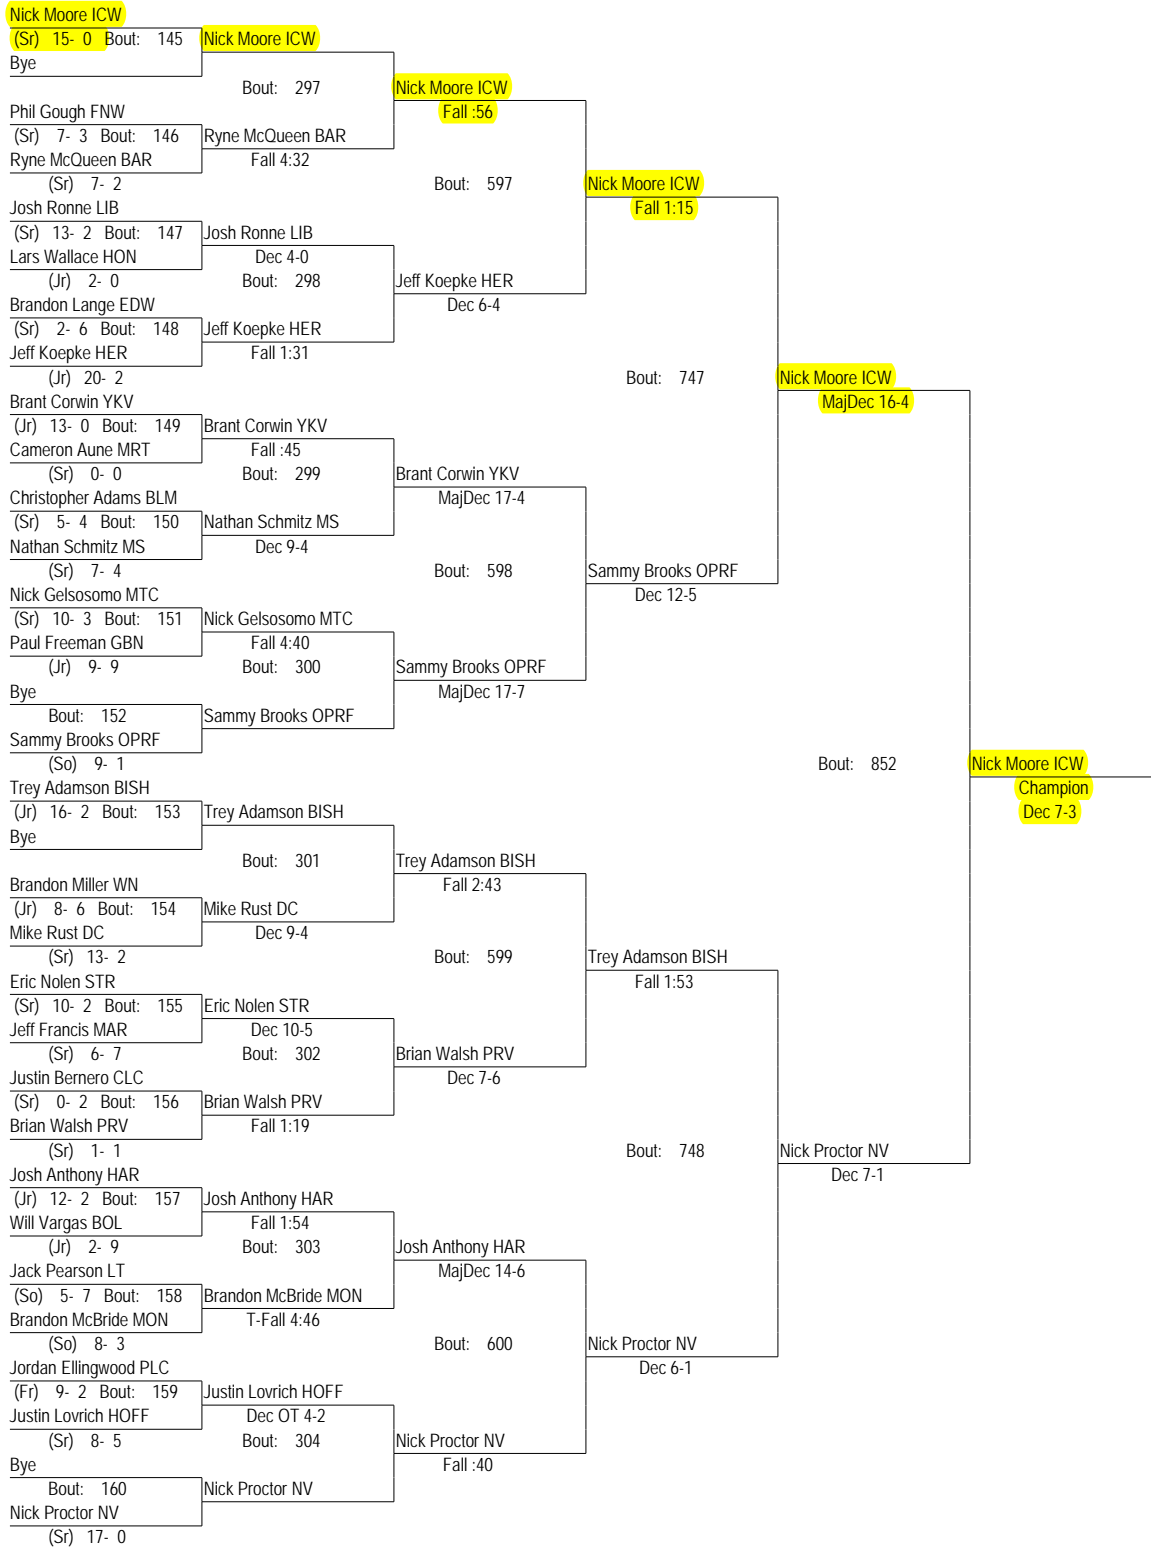 Nick Moore ICW
(Sr) 15- 0 Bout: 145 Nick Moore ICW
Bye
Bout: 297 Nick Moore ICW
Phil Gough FNW Fall :56
(Sr) 7- 3 Bout: 146 Ryne McQueen BAR
Ryne McQueen BAR Fall 4:32
(Sr) 7- 2 Bout: 597 Nick Moore ICW
Josh Ronne LIB Fall 1:15
(Sr) 13- 2 Bout: 147 Josh Ronne LIB
Lars Wallace HON Dec 4-0
(Jr) 2- 0 Bout: 298 Jeff Koepke HER
Brandon Lange EDW Dec 6-4
(Sr) 2- 6 Bout: 148 Jeff Koepke HER
Jeff Koepke HER Fall 1:31
(Jr) 20- 2 Bout: 747 Nick Moore ICW
Brant Corwin YKV MajDec 16-4
(Jr) 13- 0 Bout: 149 Brant Corwin YKV
Cameron Aune MRT Fall :45
(Sr) 0- 0 Bout: 299 Brant Corwin YKV
Christopher Adams BLM MajDec 17-4
(Sr) 5- 4 Bout: 150 Nathan Schmitz MS
Nathan Schmitz MS Dec 9-4
(Sr) 7- 4 Bout: 598 Sammy Brooks OPRF
Nick Gelsosomo MTC Dec 12-5
(Sr) 10- 3 Bout: 151 Nick Gelsosomo MTC
Paul Freeman GBN Fall 4:40
(Jr) 9- 9 Bout: 300 Sammy Brooks OPRF
Bye MajDec 17-7
Bout: 152 Sammy Brooks OPRF
Sammy Brooks OPRF
(So) 9- 1 Bout: 852 Nick Moore ICW
Trey Adamson BISH Champion
(Jr) 16- 2 Bout: 153 Trey Adamson BISH Dec 7-3
Bye
Bout: 301 Trey Adamson BISH
Brandon Miller WN Fall 2:43
(Jr) 8- 6 Bout: 154 Mike Rust DC
Mike Rust DC Dec 9-4
(Sr) 13- 2 Bout: 599 Trey Adamson BISH
Eric Nolen STR Fall 1:53
(Sr) 10- 2 Bout: 155 Eric Nolen STR
Jeff Francis MAR Dec 10-5
(Sr) 6- 7 Bout: 302 Brian Walsh PRV
Justin Bernero CLC Dec 7-6
(Sr) 0- 2 Bout: 156 Brian Walsh PRV
Brian Walsh PRV Fall 1:19
(Sr) 1- 1 Bout: 748 Nick Proctor NV
Josh Anthony HAR Dec 7-1
(Jr) 12- 2 Bout: 157 Josh Anthony HAR
Will Vargas BOL Fall 1:54
(Jr) 2- 9 Bout: 303 Josh Anthony HAR
Jack Pearson LT MajDec 14-6
(So) 5- 7 Bout: 158 Brandon McBride MON
Brandon McBride MON T-Fall 4:46
(So) 8- 3 Bout: 600 Nick Proctor NV
Jordan Ellingwood PLC Dec 6-1
(Fr) 9- 2 Bout: 159 Justin Lovrich HOFF
Justin Lovrich HOFF Dec OT 4-2
(Sr) 8- 5 Bout: 304 Nick Proctor NV
Bye Fall :40
Bout: 160 Nick Proctor NV
Nick Proctor NV
(Sr) 17- 0